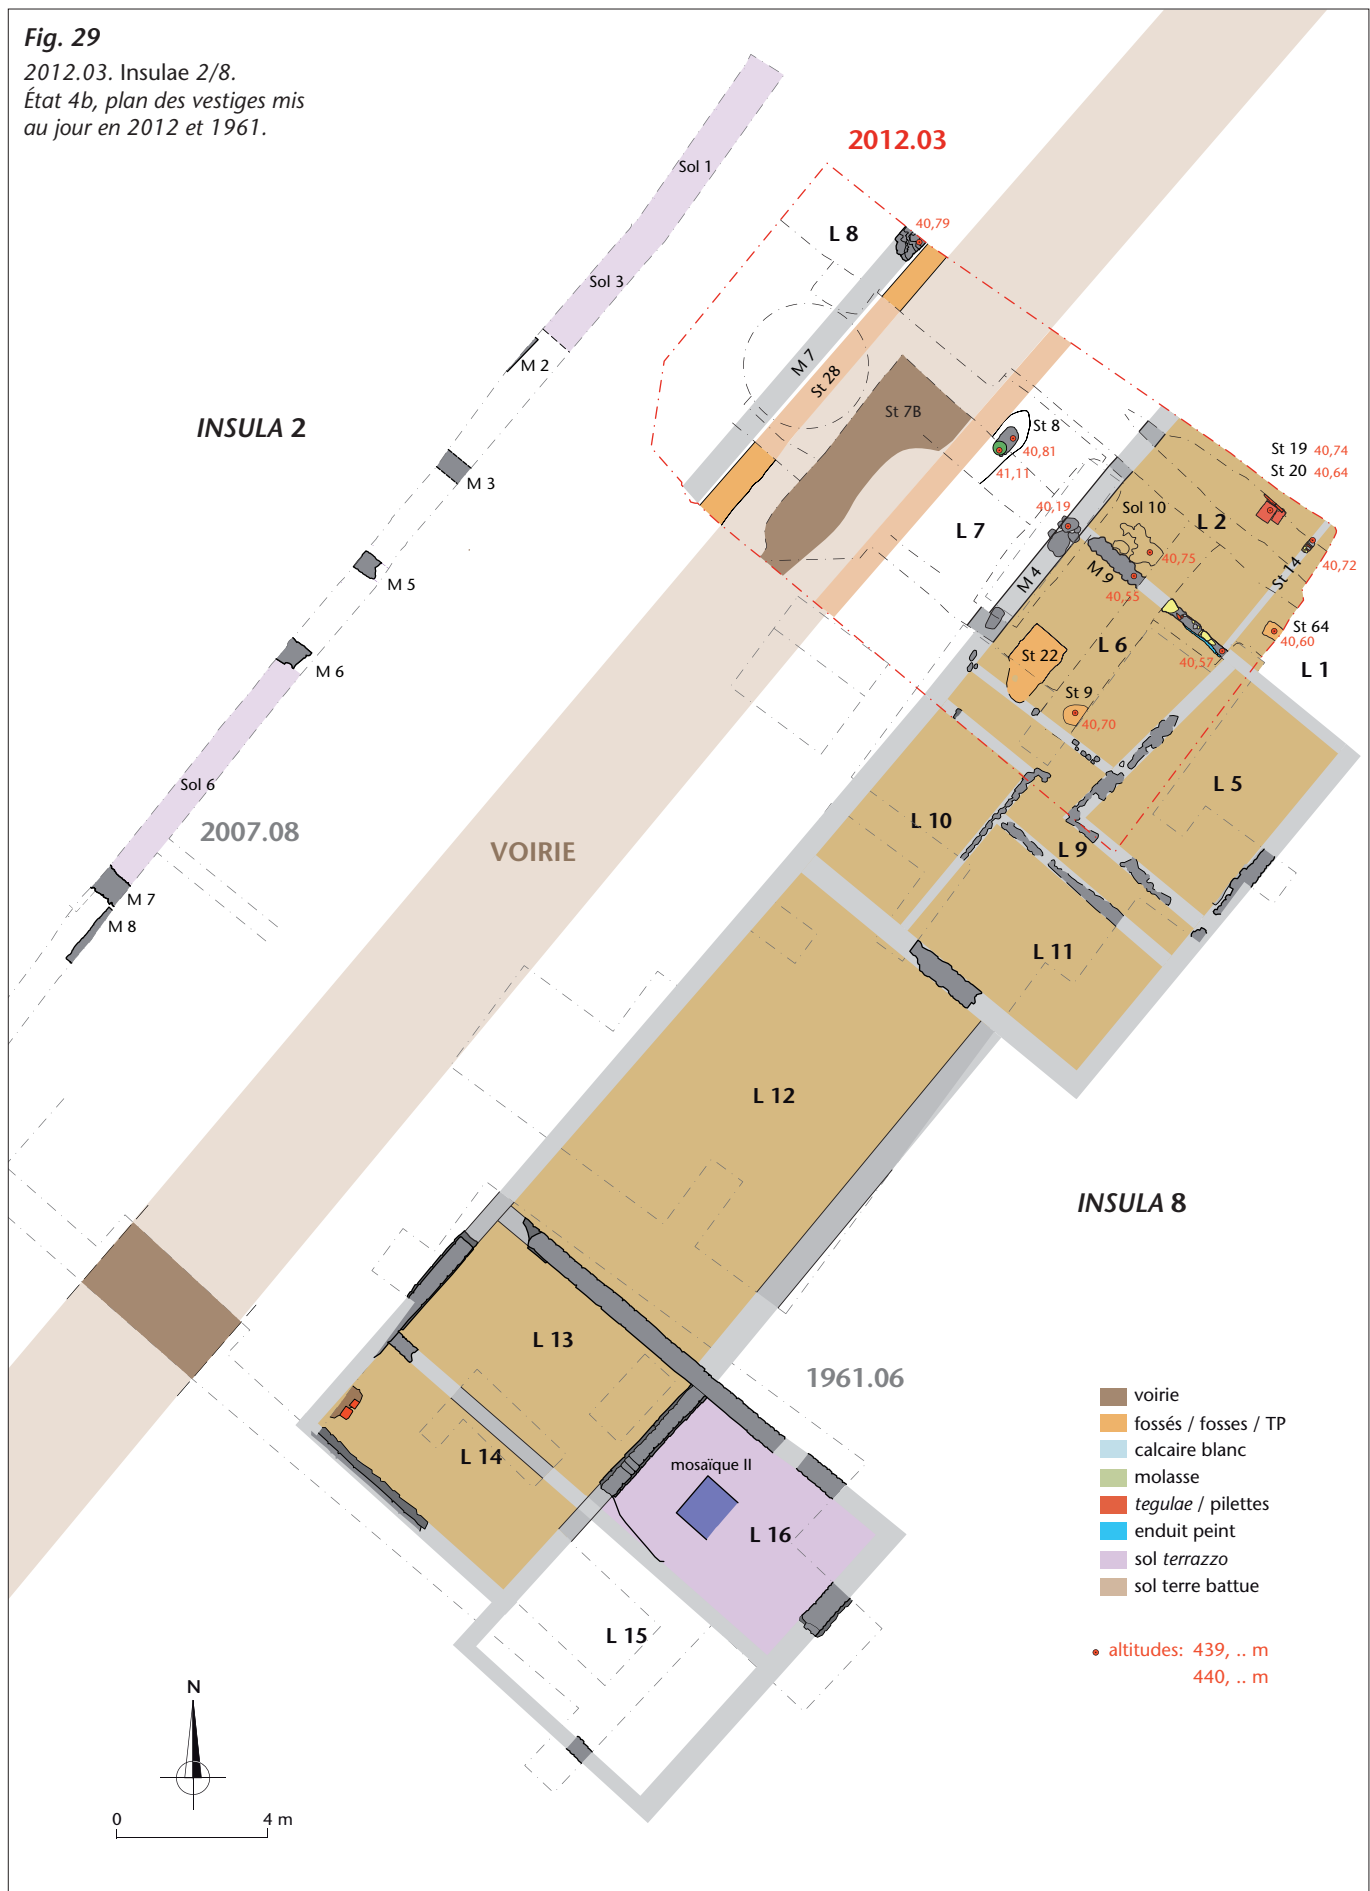 Fig. 29
2012.03. Insulae 2/8.
État 4b, plan des vestiges mis
au jour en 2012 et 1961.
2012.03
Sol 1
L 8
40,79
Sol 3
M 2
M 7
St 28
INSULA 2
St 7B
St 8
40,81
41,11
St 19 40,74
St 20 40,64
M 3
40,19
Sol 10
L 2
L 7
40,75
M 9
40,55
St 14
40,72
M 5
M 4
St 64
40,60
L 6
St 22
40,57
L 1
M 6
St 9
40,70
Sol 6
L 5
2007.08
L 10
VOIRIE
L 9
M 7
M 8
L 11
L 12
INSULA 8
L 13
1961.06
L 14
mosaïque II
L 16
L 15
voirie
fossés / fosses / TP
calcaire blanc
molasse
tegulae / pilettes
enduit peint
sol terrazzo
sol terre battue
altitudes: 439, .. m
440, .. m
N
0 4 m